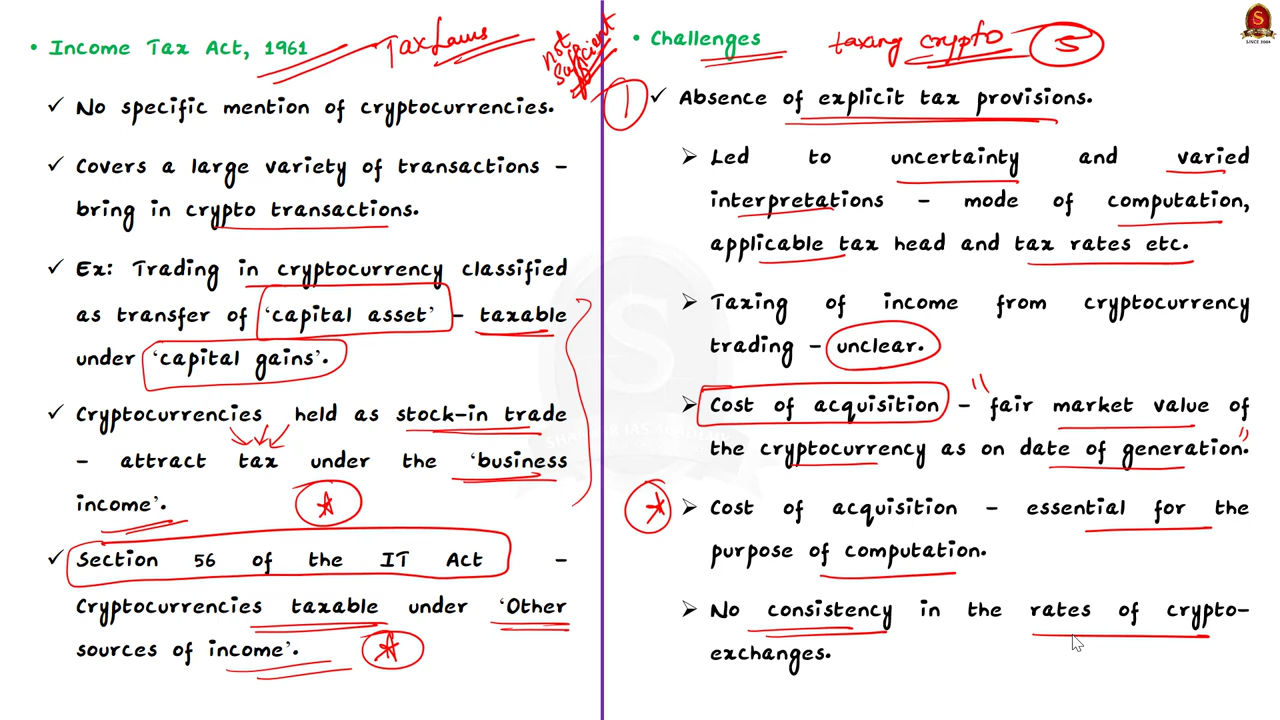 • Income Tax Act, 1961
Tax Laws
not
sufficient
✓ No specific mention of cryptocurrencies.
✓ Covers a large variety of transactions –
bring in crypto transactions.
✓ Ex: Trading in cryptocurrency classified
as transfer of ‘capital asset’ – taxable
under ‘capital gains’.
✓ Cryptocurrencies held as stock-in trade
– attract tax under the ‘business
income’.
✓ Section 56 of the IT Act –
Cryptocurrencies taxable under ‘Other
sources of income’.
• Challenges
taxing crypto 5
1
✓ Absence of explicit tax provisions.
➤ Led to uncertainty and varied
interpretations – mode of computation,
applicable tax head and tax rates etc.
➤ Taxing of income from cryptocurrency
trading – unclear.
➤ Cost of acquisition – “fair market value of
the cryptocurrency as on date of generation.”
➤ Cost of acquisition – essential for the
purpose of computation.
➤ No consistency in the rates of crypto-
exchanges.
S
SINCE 2004